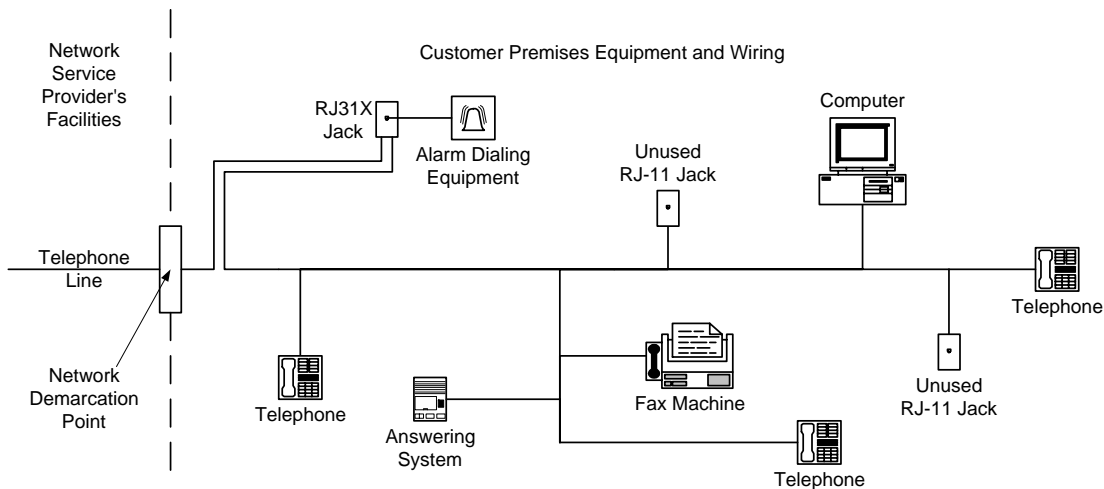 Network
Service
Provider's
Facilities
Customer Premises Equipment and Wiring
RJ31X
Jack
Alarm Dialing
Equipment
Unused
RJ-11 Jack
Computer
Telephone
Line
Network
Demarcation
Point
Telephone
Answering
System
Fax Machine
Telephone
Unused
RJ-11 Jack
Telephone